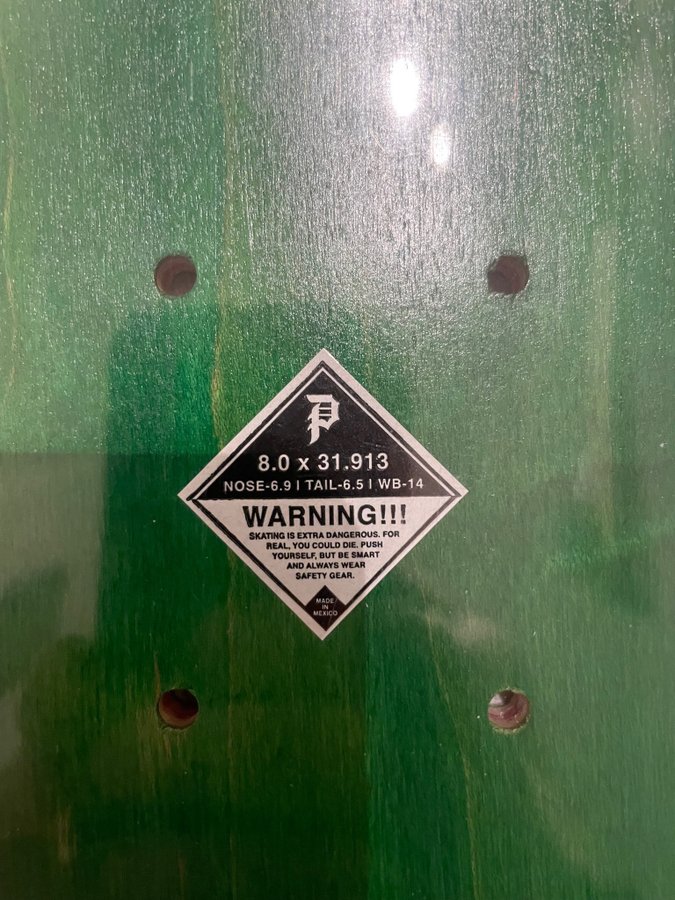 P
8.0 x 31.913
NOSE-6.9 | TAIL-6.5 | WB-14
WARNING!!!
SKATING IS EXTRA DANGEROUS. FOR
REAL, YOU COULD DIE. PUSH
YOURSELF, BUT BE SMART
AND ALWAYS WEAR
SAFETY GEAR.
MADE
IN
MEXICO